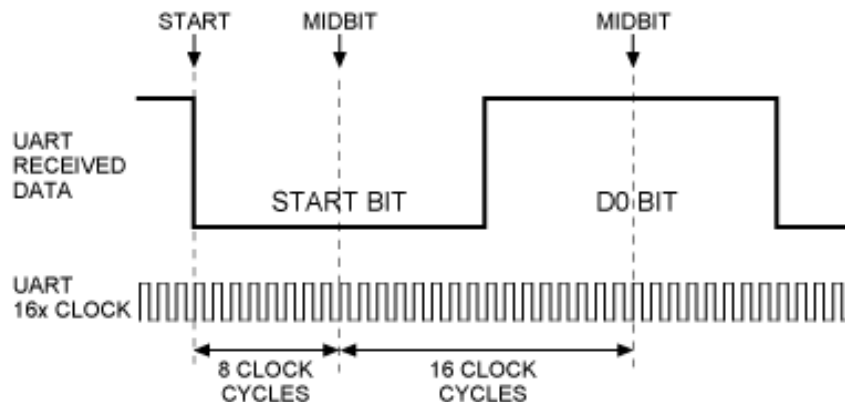 START MIDBIT MIDBIT
UART
RECEIVED
DATA
START BIT D0 BIT
UART
16x CLOCK
8 CLOCK
CYCLES
16 CLOCK
CYCLES